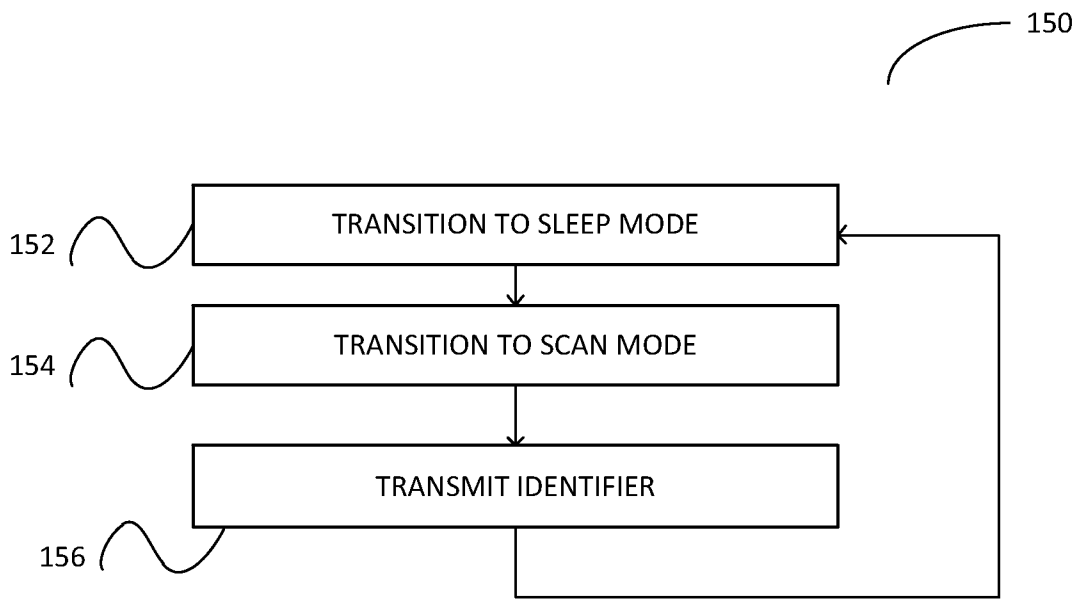 150
TRANSITION TO SLEEP MODE
152
TRANSITION TO SCAN MODE
154
TRANSMIT IDENTIFIER
156